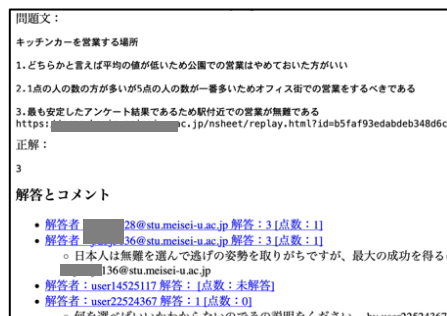 問題文：
キッチンカーを営業する場所
1.どちらかと言えば平均の値が低いため公園での営業はやめておいた方がいい
2.1点の人の数の方が多いが5点の人の数が一番多いためオフィス街での営業をするべきである
3.最も安定したアンケート結果であるため駅付近での営業が無難である
https: ac.jp/nsheet/replay.html?id=b5faf93edabdeb348d6c
正解：
3
解答とコメント
解答者 28@stu.meisei-u.ac.jp 解答：3 [点数：1]
解答者 136@stu.meisei-u.ac.jp 解答：3 [点数：1]
日本人は無難を選んで逃げの姿勢を取りがちですが、最大の成功を得る
136@stu.meisei-u.ac.jp
解答者：user14525117 解答： [点数：未解答]
解答者：user22524367 解答：1 [点数：0]